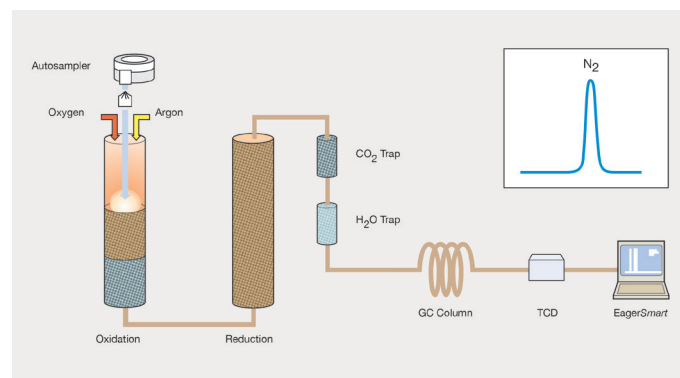 Autosampler
Oxygen
Argon
Oxidation
Reduction
CO₂ Trap
H₂O Trap
GC Column
TCD
EagerSmart
N₂